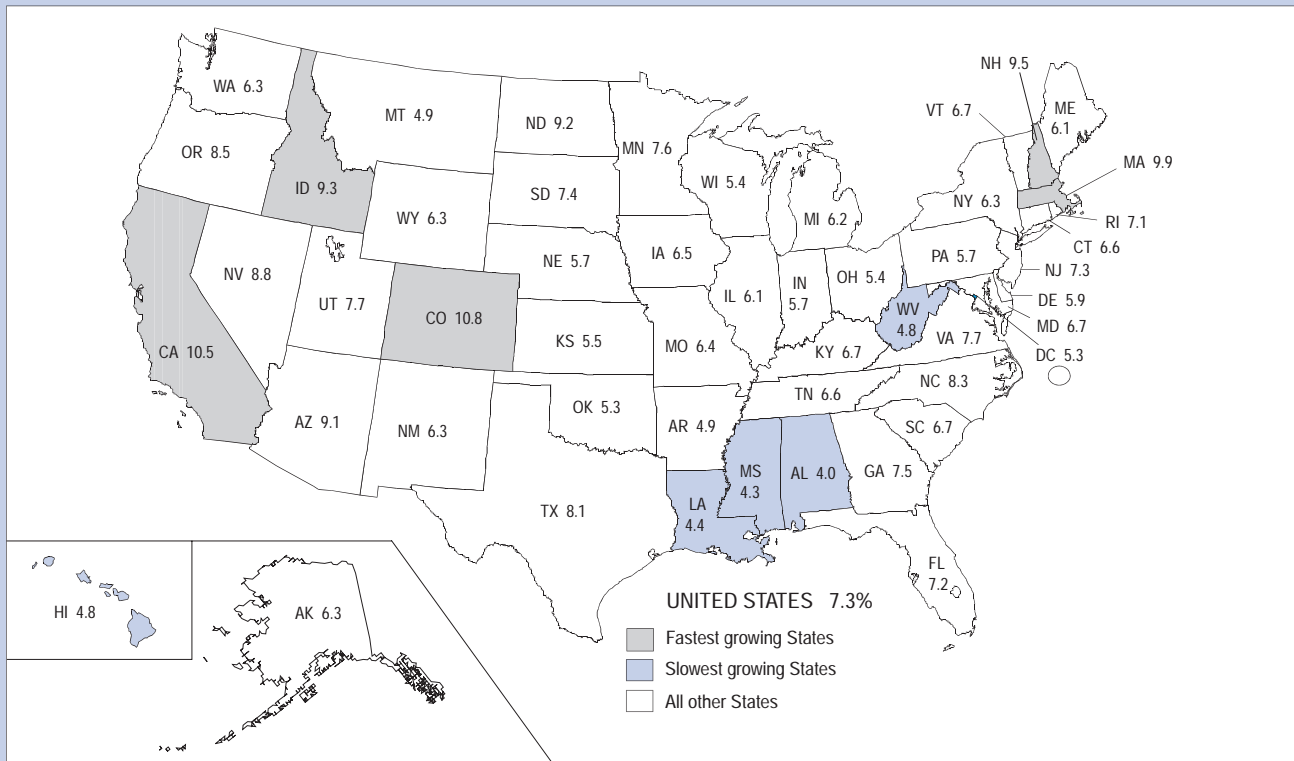 NH 9.5
WA 6.3
MT 4.9
ND 9.2
VT 6.7
ME
6.1
OR 8.5
MN 7.6
ID 9.3
SD 7.4
WI 5.4
MA 9.9
WY 6.3
MI 6.2
NY 6.3
RI 7.1
CT 6.6
NE 5.7
IA 6.5
PA 5.7
NJ 7.3
NV 8.8
UT 7.7
IL 6.1
IN
5.7
OH 5.4
DE 5.9
CO 10.8
WV
4.8
MD 6.7
CA 10.5
KS 5.5
MO 6.4
KY 6.7
VA 7.7
DC 5.3
NC 8.3
TN 6.6
AZ 9.1
NM 6.3
OK 5.3
AR 4.9
SC 6.7
MS
4.3
AL 4.0
GA 7.5
LA
4.4
TX 8.1
FL
7.2
HI 4.8
AK 6.3
UNITED STATES 7.3%
Fastest growing States
Slowest growing States
All other States